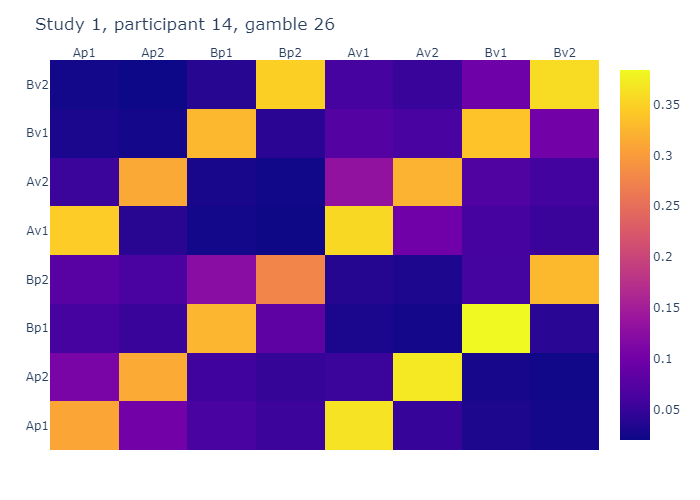 Study 1, participant 14, gamble 26
Ap1 Ap2 Bp1 Bp2 Av1 Av2 Bv1 Bv2
Bv2
Bv1
Av2
Av1
Bp2
Bp1
Ap2
Ap1
0.35
0.3
0.25
0.2
0.15
0.1
0.05